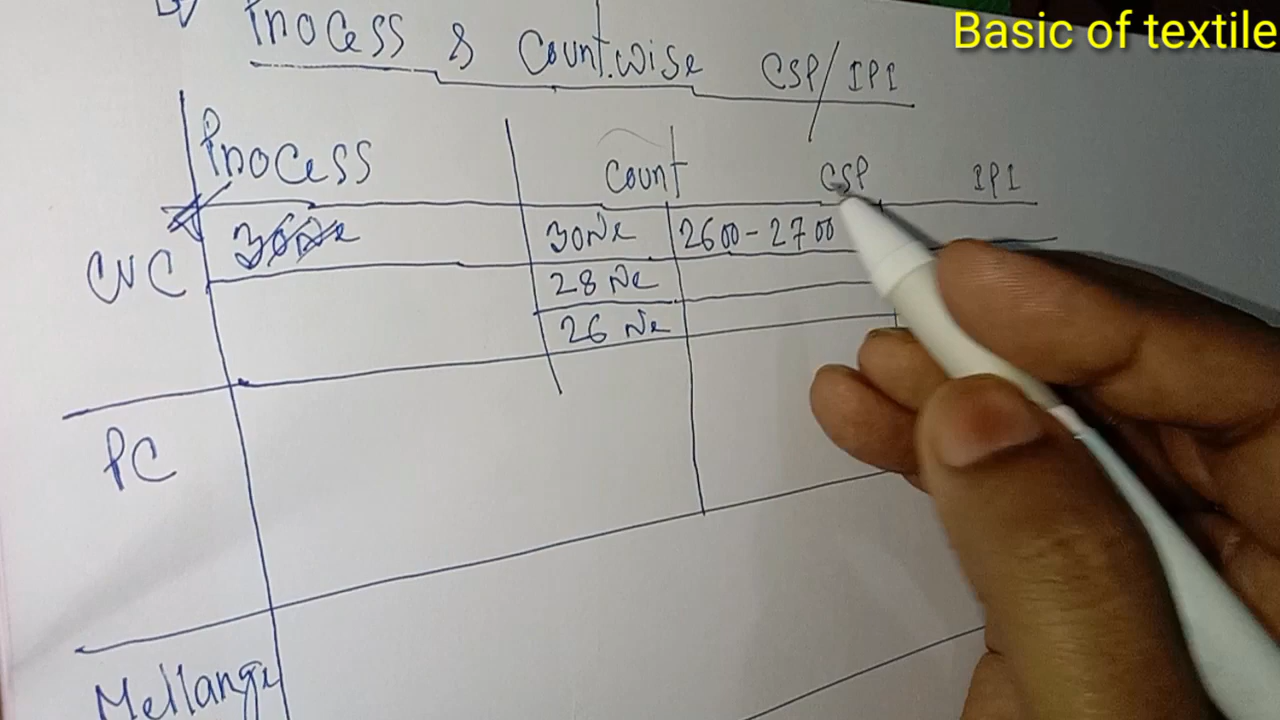 Basic of textile
Process & Count.wise CSP/IPI
Process Count CSP IPI
CVC 30Ne 30Ne 2600-2700
28 Ne
26 Ne
PC
Mellange